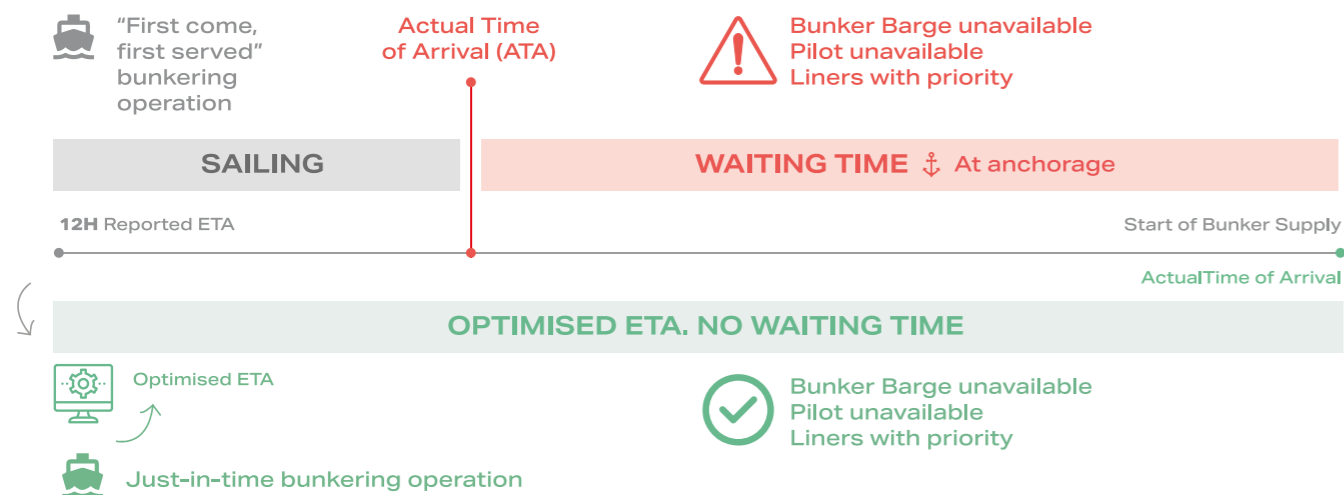 "First come,
first served"
bunkering
operation
Actual Time
of Arrival (ATA)
Bunker Barge unavailable
Pilot unavailable
Liners with priority
SAILING
WAITING TIME At anchorage
12H Reported ETA
Start of Bunker Supply
ActualTime of Arrival
OPTIMISED ETA. NO WAITING TIME
Optimised ETA
Bunker Barge unavailable
Pilot unavailable
Liners with priority
Just-in-time bunkering operation